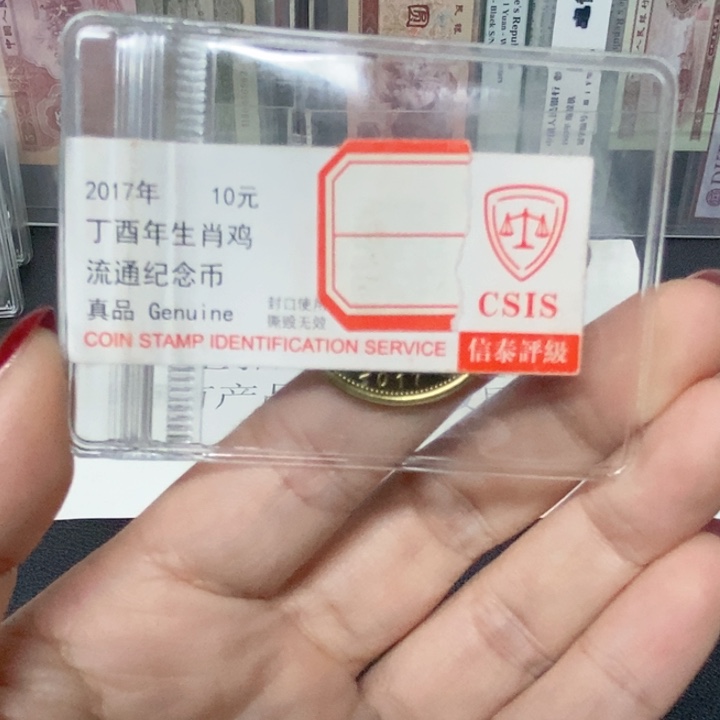 2017年 10元
丁酉年生肖鸡
流通纪念币
真品 Genuine
封口使用
撕毁无效
COIN STAMP IDENTIFICATION SERVICE
CSIS
信泰評級
2017